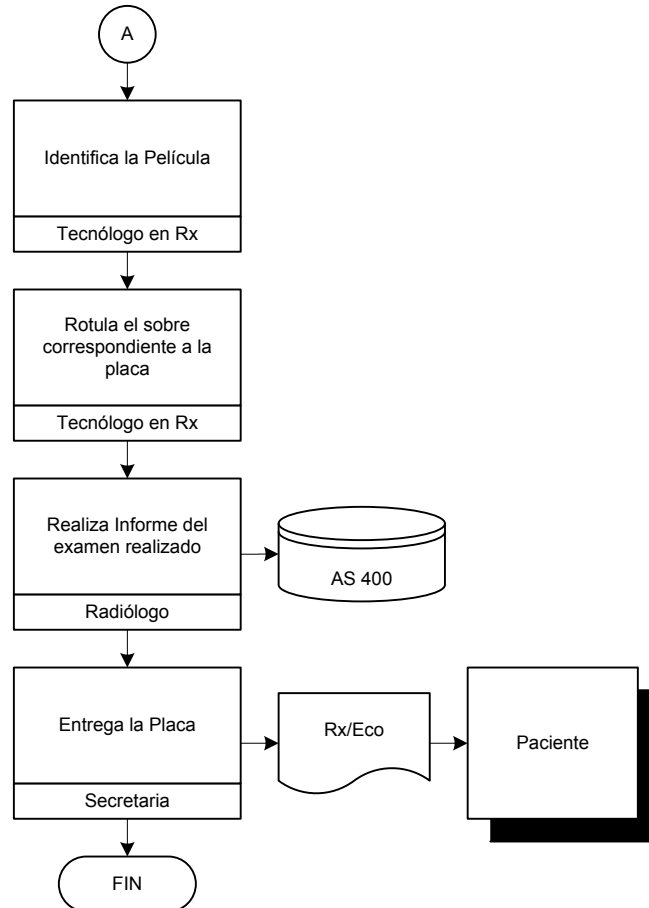 A
Identifica la Película
Tecnólogo en Rx
Rotula el sobre
correspondiente a la
placa
Tecnólogo en Rx
Realiza Informe del
examen realizado
AS 400
Radiólogo
Entrega la Placa
Rx/Eco
Paciente
Secretaria
FIN